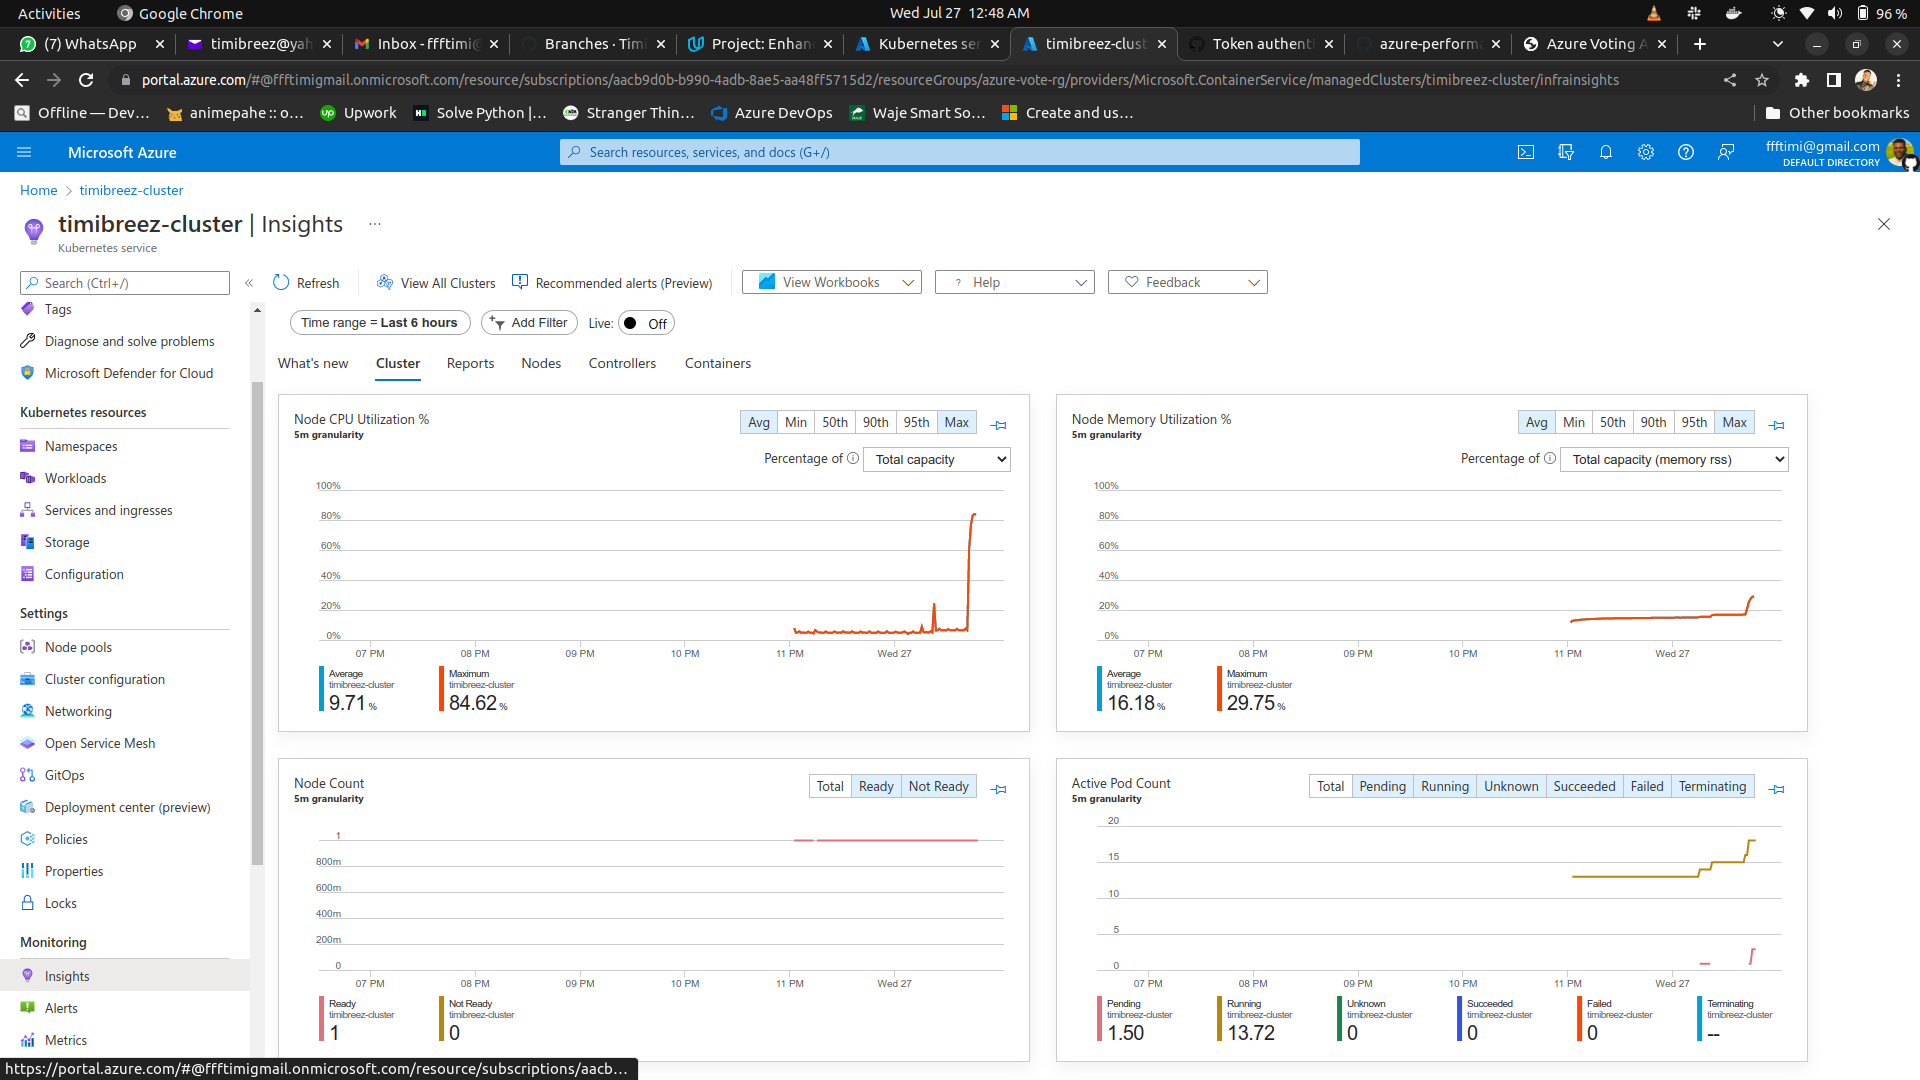 Activities
Google Chrome
Wed Jul 27 12:48 AM
96 %
(7) WhatsApp
timibreez@yah
Inbox - ffftimi@
Branches · Timi
Project: Enhan
Kubernetes ser
timibreez-clust
Token authenti
azure-performa
Azure Voting A
portal.azure.com/#@ffftimigmail.onmicrosoft.com/resource/subscriptions/aacb9d0b-b990-4adb-8ae5-aa48ff5715d2/resourceGroups/azure-vote-rg/providers/Microsoft.ContainerService/managedClusters/timibreez-cluster/infrainsights
Offline — Dev…
animepahe :: o…
Upwork
Solve Python |…
Stranger Thin…
Azure DevOps
Waje Smart So…
Create and us…
Other bookmarks
Microsoft Azure
Search resources, services, and docs (G+/)
ffftimi@gmail.com
DEFAULT DIRECTORY
Home
timibreez-cluster
timibreez-cluster | Insights
Kubernetes service
Search (Ctrl+/)
Refresh
View All Clusters
Recommended alerts (Preview)
View Workbooks
? Help
Feedback
Time range = Last 6 hours
Add Filter
Live: Off
What's new
Cluster
Reports
Nodes
Controllers
Containers
Tags
Diagnose and solve problems
Microsoft Defender for Cloud
Kubernetes resources
Namespaces
Workloads
Services and ingresses
Storage
Configuration
Settings
Node pools
Cluster configuration
Networking
Open Service Mesh
GitOps
Deployment center (preview)
Policies
Properties
Locks
Monitoring
Insights
Alerts
Metrics
Node CPU Utilization %
5m granularity
Avg Min 50th 90th 95th Max
Percentage of Total capacity
100%
80%
60%
40%
20%
0%
07 PM 08 PM 09 PM 10 PM 11 PM Wed 27
Average
timibreez-cluster
9.71 %
Maximum
timibreez-cluster
84.62 %
Node Memory Utilization %
5m granularity
Avg Min 50th 90th 95th Max
Percentage of Total capacity (memory rss)
100%
80%
60%
40%
20%
0%
07 PM 08 PM 09 PM 10 PM 11 PM Wed 27
Average
timibreez-cluster
16.18 %
Maximum
timibreez-cluster
29.75 %
Node Count
5m granularity
Total Ready Not Ready
1
800m
600m
400m
200m
0
07 PM 08 PM 09 PM 10 PM 11 PM Wed 27
Ready
timibreez-cluster
1
Not Ready
timibreez-cluster
0
Active Pod Count
5m granularity
Total Pending Running Unknown Succeeded Failed Terminating
20
15
10
5
0
07 PM 08 PM 09 PM 10 PM 11 PM Wed 27
Pending
timibreez-cluster
1.50
Running
timibreez-cluster
13.72
Unknown
timibreez-cluster
0
Succeeded
timibreez-cluster
0
Failed
timibreez-cluster
0
Terminating
timibreez-cluster
--
https://portal.azure.com/#@ffftimigmail.onmicrosoft.com/resource/subscriptions/aacb…